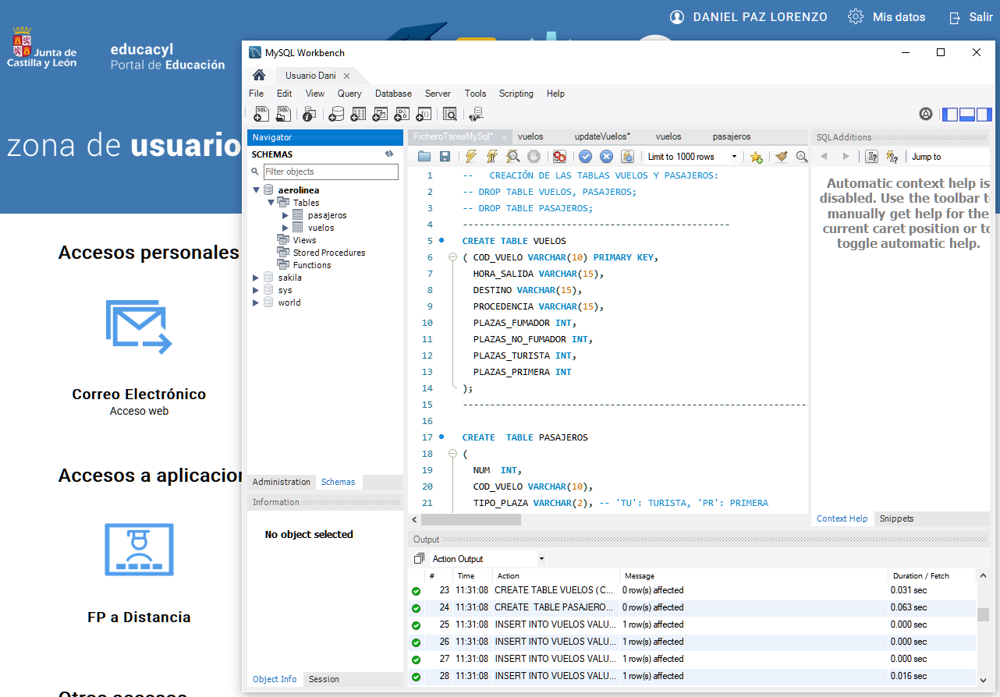 DANIEL PAZ LORENZO
Mis datos
Salir
Junta de
Castilla y León
educacyl
Portal de Educación
zona de usuario
Accesos personales
Correo Electrónico
Acceso web
FP a Distancia
MySQL Workbench
Usuario Dani
File Edit View Query Database Server Tools Scripting Help
Navigator
SCHEMAS
Filter objects
aerolinea
Tables
pasajeros
vuelos
Views
Stored Procedures
Functions
sakila
sys
world
Administration Schemas
Information
No object selected
Object Info Session
FicheroTareaMySql* vuelos updateVuelos* vuelos pasajeros
Limit to 1000 rows
1 -- CREACIÓN DE LAS TABLAS VUELOS Y PASAJEROS:
2 -- DROP TABLE VUELOS, PASAJEROS;
3 -- DROP TABLE PASAJEROS;
4 -------------------------------------------------
5 CREATE TABLE VUELOS
6 ( COD_VUELO VARCHAR(10) PRIMARY KEY,
7 HORA_SALIDA VARCHAR(15),
8 DESTINO VARCHAR(15),
9 PROCEDENCIA VARCHAR(15),
10 PLAZAS_FUMADOR INT,
11 PLAZAS_NO_FUMADOR INT,
12 PLAZAS_TURISTA INT,
13 PLAZAS_PRIMERA INT
14 );
15 ---------------------------------------------------------------
16
17 CREATE  TABLE PASAJEROS
18 (
19 NUM  INT,
20 COD_VUELO VARCHAR(10),
21 TIPO_PLAZA VARCHAR(2), -- 'TU': TURISTA, 'PR': PRIMERA
SQLAdditions
Jump to
Automatic context help is
disabled. Use the toolbar
manually get help for the
current caret position or to
toggle automatic help.
Context Help Snippets
Output
Action Output
# Time Action Message Duration / Fetch
23 11:31:08 CREATE TABLE VUELOS ( C... 0 row(s) affected 0.031 sec
24 11:31:08 CREATE  TABLE PASAJERO... 0 row(s) affected 0.063 sec
25 11:31:08 INSERT INTO VUELOS VALU... 1 row(s) affected 0.000 sec
26 11:31:08 INSERT INTO VUELOS VALU... 1 row(s) affected 0.000 sec
27 11:31:08 INSERT INTO VUELOS VALU... 1 row(s) affected 0.000 sec
28 11:31:08 INSERT INTO VUELOS VALU... 1 row(s) affected 0.016 sec